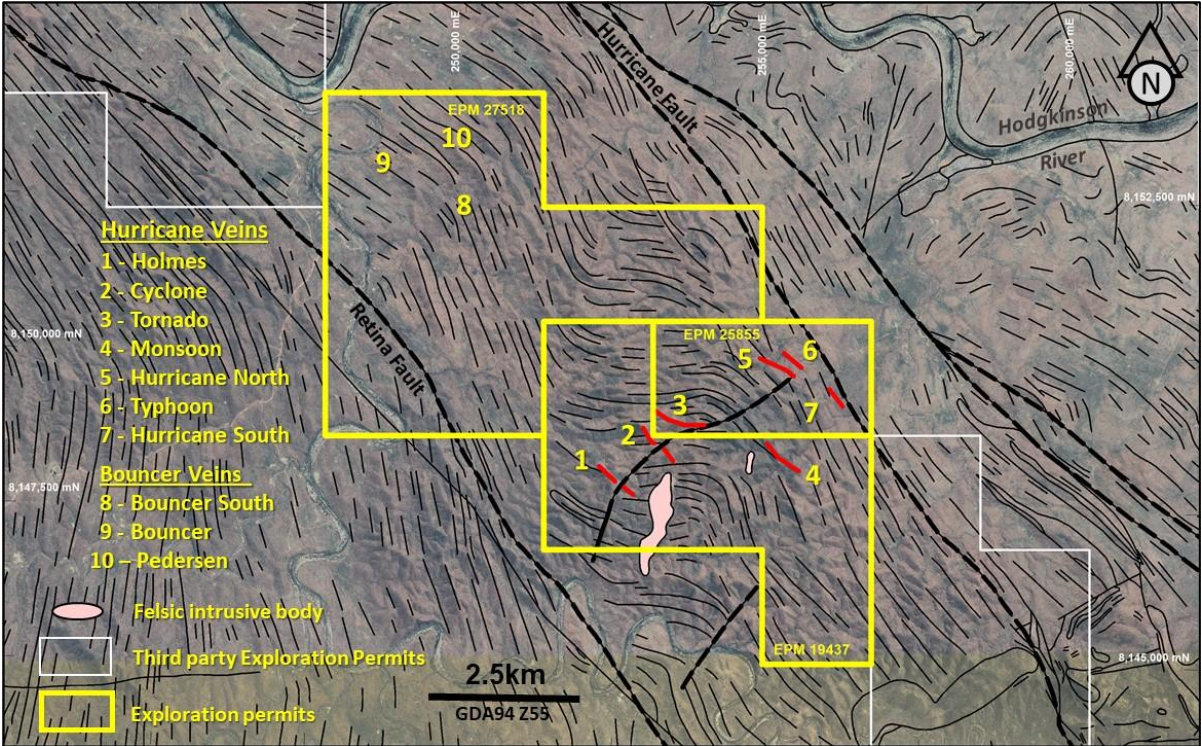 250,000 mE
255,000 mE
260,000 mE
Hurricane Fault
N
EPM 27518
10
9
8
Hodgkinson
River
8,152,500 mN
Hurricane Veins
1 - Holmes
2 - Cyclone
3 - Tornado
4 - Monsoon
5 - Hurricane North
6 - Typhoon
7 - Hurricane South
Bouncer Veins
8 - Bouncer South
9 - Bouncer
10 – Pedersen
8,150,000 mN
Retina Fault
EPM 25855
5
6
7
3
2
1
4
8,147,500 mN
Felsic intrusive body
Third party Exploration Permits
Exploration permits
2.5km
GDA94 Z55
EPM 19437
8,145,000 mN